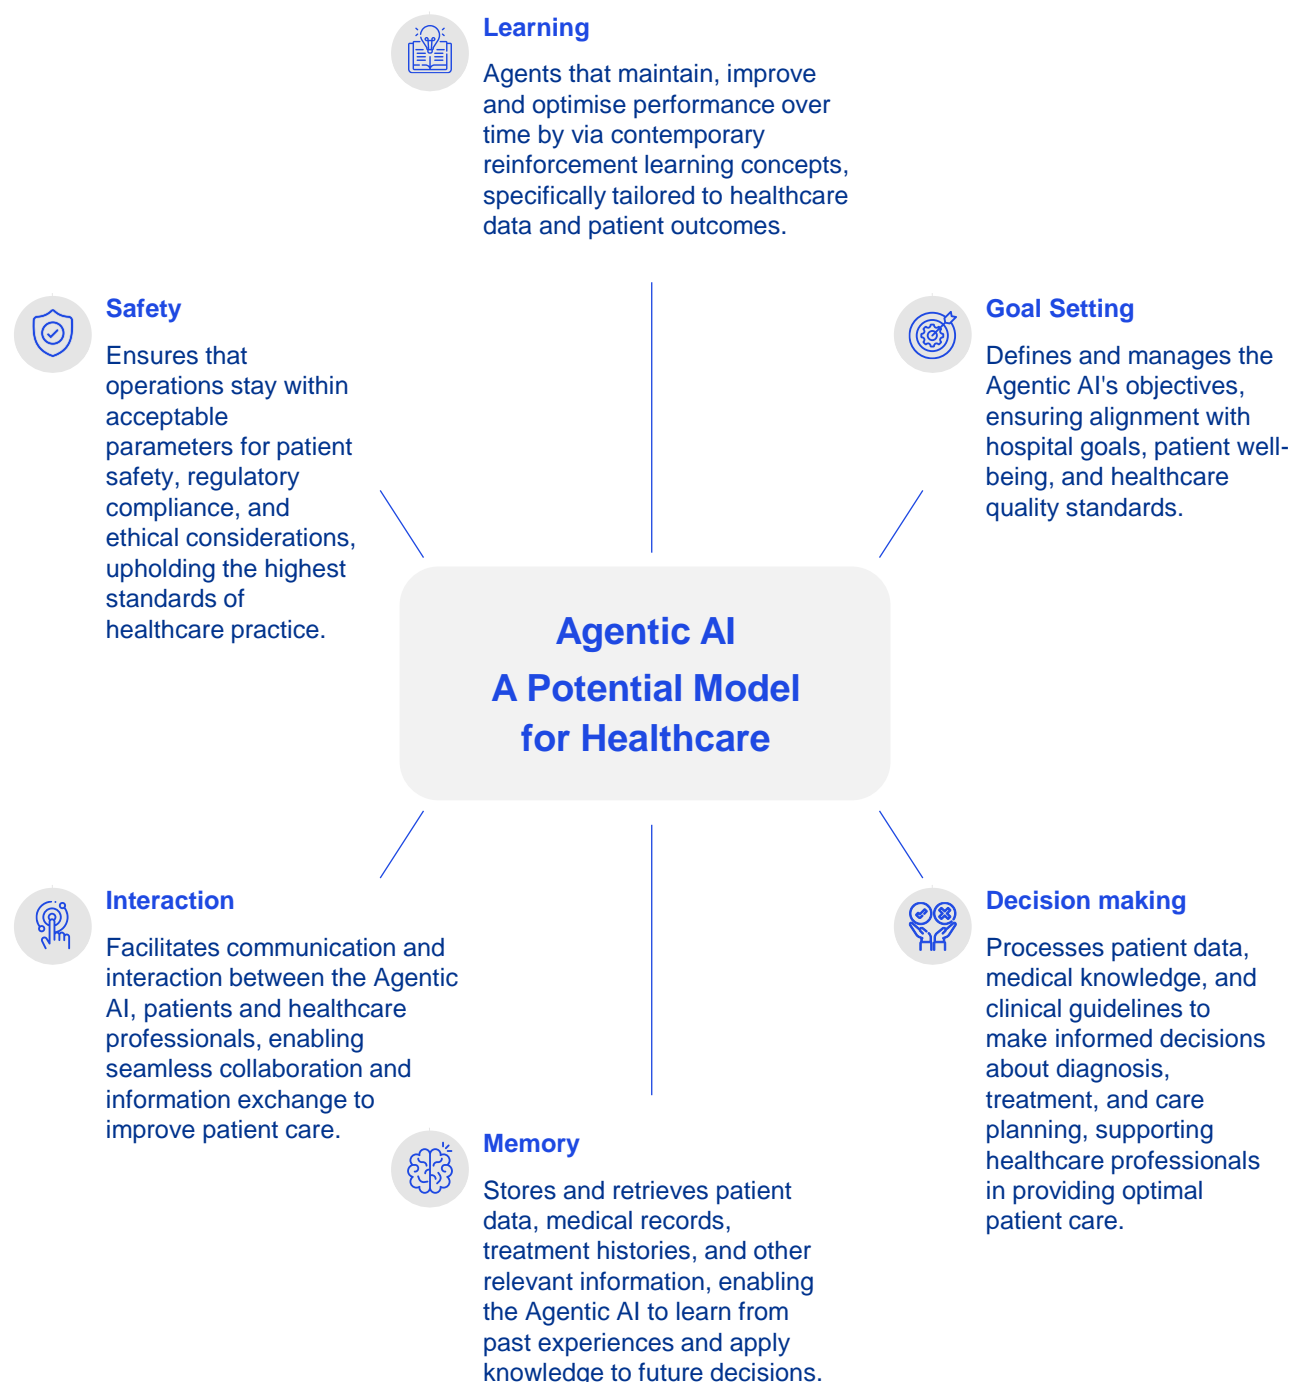 Learning
Agents that maintain, improve
and optimise performance over
time by via contemporary
reinforcement learning concepts,
specifically tailored to healthcare
data and patient outcomes.
Safety
Ensures that
operations stay within
acceptable
parameters for patient
safety, regulatory
compliance, and
ethical considerations,
upholding the highest
standards of
healthcare practice.
Goal Setting
Defines and manages the
Agentic AI's objectives,
ensuring alignment with
hospital goals, patient well-
being, and healthcare
quality standards.
Agentic AI
A Potential Model
for Healthcare
Interaction
Facilitates communication and
interaction between the Agentic
AI, patients and healthcare
professionals, enabling
seamless collaboration and
information exchange to
improve patient care.
Decision making
Processes patient data,
medical knowledge, and
clinical guidelines to
make informed decisions
about diagnosis,
treatment, and care
planning, supporting
healthcare professionals
in providing optimal
patient care.
Memory
Stores and retrieves patient
data, medical records,
treatment histories, and other
relevant information, enabling
the Agentic AI to learn from
past experiences and apply
knowledge to future decisions.